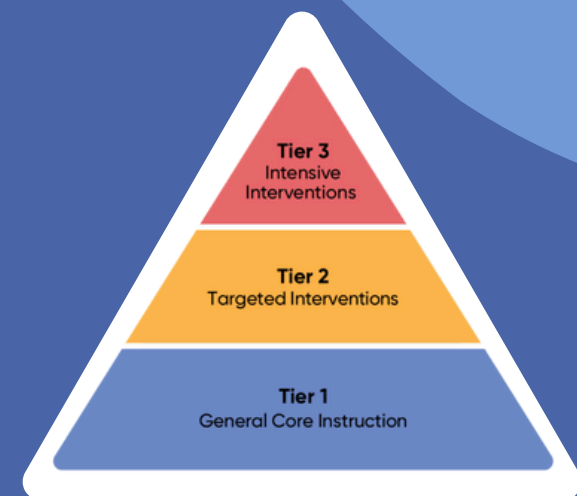 Tier 3
Intensive
Interventions
Tier 2
Targeted Interventions
Tier 1
General Core Instruction